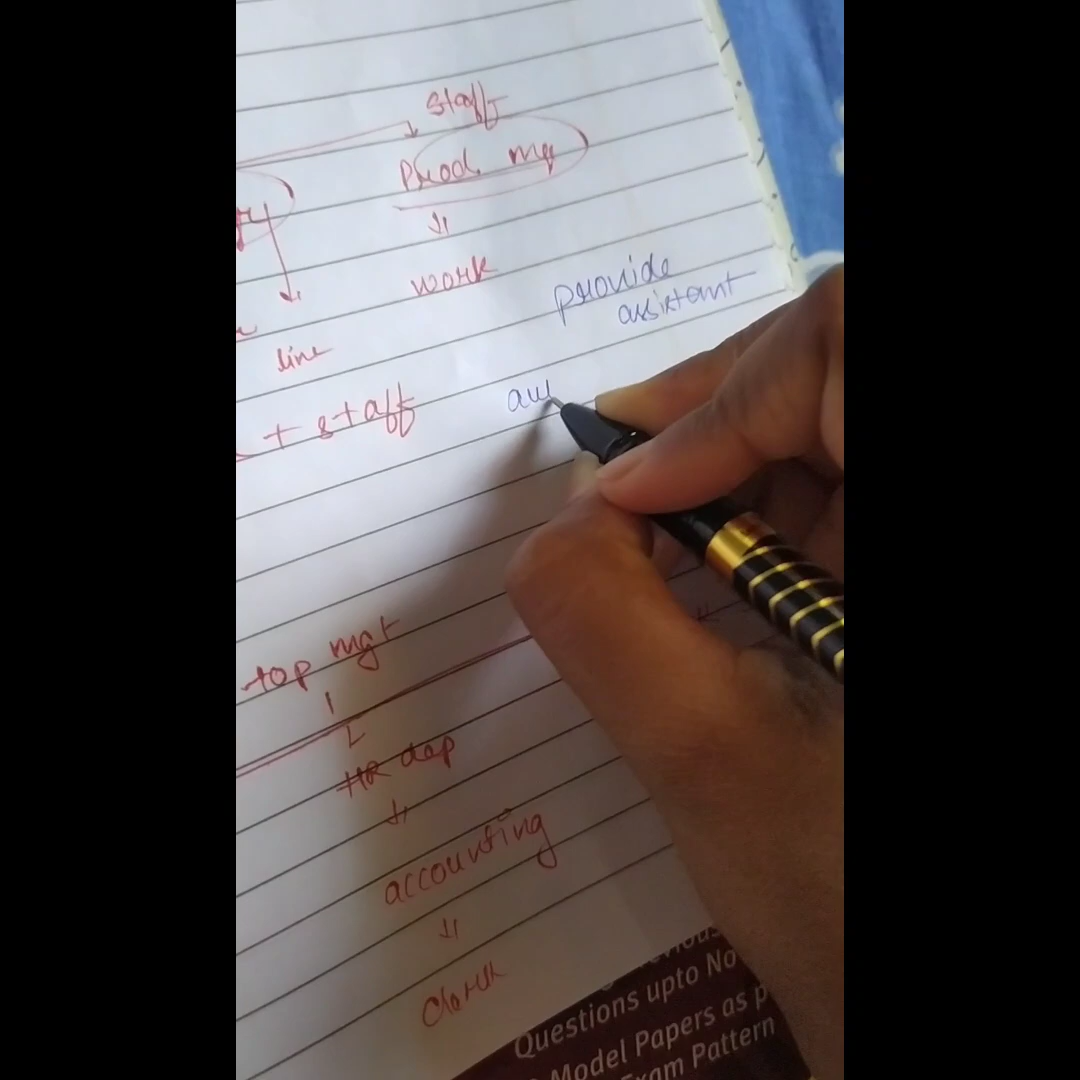 staff
Prod. mg
work
provide
assistant
line
+ staff
au
top mgt
HR dep
accounting
Questions upto No
Model Papers as p
Exam Pattern